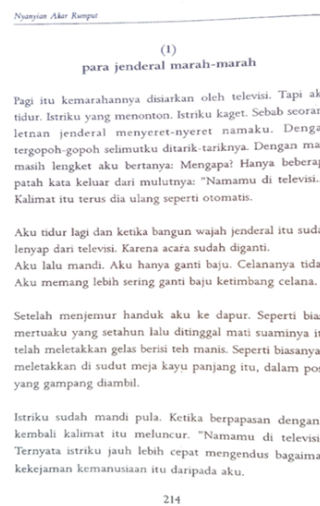 Nyanyian Akar Rumput
(1)
para jenderal marah-marah
Pagi itu kemarahannya disiarkan oleh televisi. Tapi ak
tidur. Istriku yang menonton. Istriku kaget. Sebab seoran
letnan jenderal menyeret-nyeret namaku. Denga
tergopoh-gopoh selimutku ditarik-tariknya. Dengan ma
masih lengket aku bertanya: Mengapa? Hanya beberap
patah kata keluar dari mulutnya: "Namamu di televisi.
Kalimat itu terus dia ulang seperti otomatis.
Aku tidur lagi dan ketika bangun wajah jenderal itu suda
lenyap dari televisi. Karena acara sudah diganti.
Aku lalu mandi. Aku hanya ganti baju. Celananya tida
Aku memang lebih sering ganti baju ketimbang celana.
Setelah menjemur handuk aku ke dapur. Seperti bias
mertuaku yang setahun lalu ditinggal mati suaminya it
telah meletakkan gelas berisi teh manis. Seperti biasanya
meletakkan di sudut meja kayu panjang itu, dalam pos
yang gampang diambil.
Istriku sudah mandi pula. Ketika berpapasan dengan
kembali kalimat itu meluncur. "Namamu di televisi
Ternyata istriku jauh lebih cepat mengendus bagaima
kekejaman kemanusiaan itu daripada aku.
214